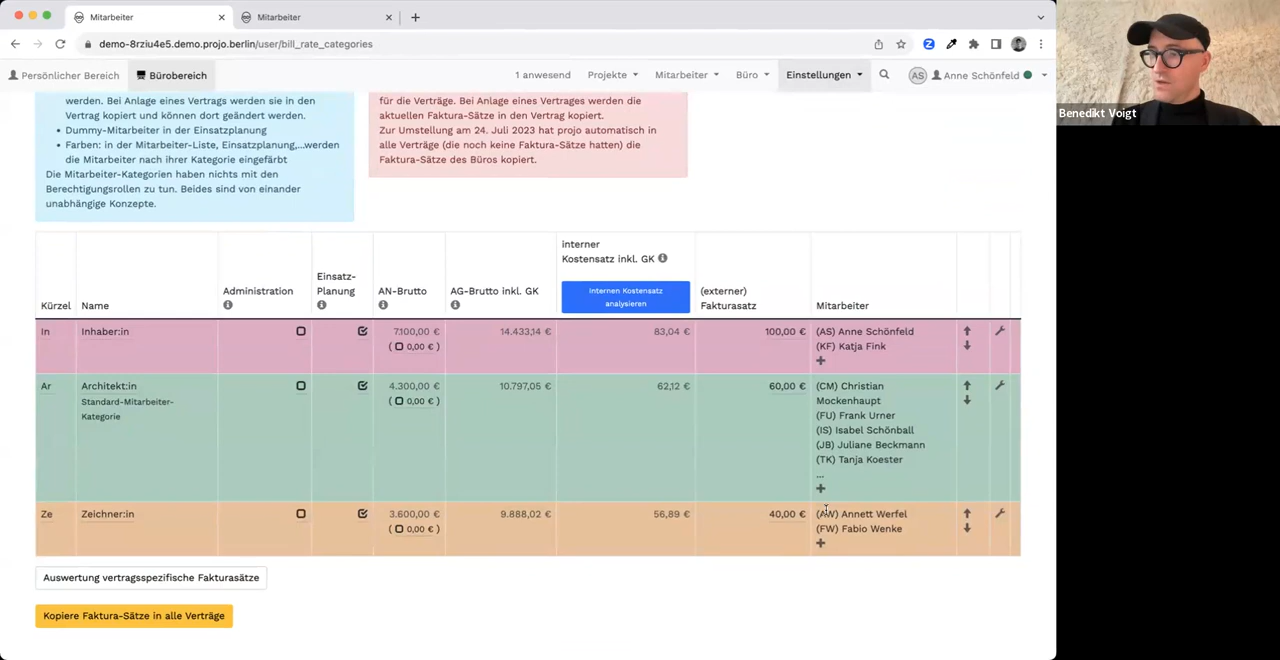 Mitarbeiter
Mitarbeiter
demo-8rziu4e5.demo.projo.berlin/user/bill_rate_categories
Persönlicher Bereich
Bürobereich
1 anwesend
Projekte
Mitarbeiter
Büro
Einstellungen
AS
Anne Schönfeld
Benedikt Voigt
werden. Bei Anlage eines Vertrags werden sie in den
Vertrag kopiert und können dort geändert werden.
• Dummy-Mitarbeiter in der Einsatzplanung
• Farben: in der Mitarbeiter-Liste, Einsatzplanung,...werden
die Mitarbeiter nach ihrer Kategorie eingefärbt
Die Mitarbeiter-Kategorien haben nichts mit den
Berechtigungsrollen zu tun. Beides sind von einander
unabhängige Konzepte.
für die Verträge. Bei Anlage eines Vertrages werden die
aktuellen Faktura-Sätze in den Vertrag kopiert.
Zur Umstellung am 24. Juli 2023 hat projo automatisch in
alle Verträge (die noch keine Faktura-Sätze hatten) die
Faktura-Sätze des Büros kopiert.
Kürzel
Name
Administration
Einsatz-
Planung
AN-Brutto
AG-Brutto inkl. GK
interner
Kostensatz inkl. GK
Internen Kostensatz
analysieren
(externer)
Fakturasatz
Mitarbeiter
In
Inhaber:in
7.100,00 €
( 0,00 € )
14.433,14 €
83,04 €
100,00 €
(AS) Anne Schönfeld
(KF) Katja Fink
Ar
Architekt:in
Standard-Mitarbeiter-
Kategorie
4.300,00 €
( 0,00 € )
10.797,05 €
62,12 €
60,00 €
(CM) Christian
Mockenhaupt
(FU) Frank Urner
(IS) Isabel Schönball
(JB) Juliane Beckmann
(TK) Tanja Koester
...
Ze
Zeichner:in
3.600,00 €
( 0,00 € )
9.888,02 €
56,89 €
40,00 €
(AW) Annett Werfel
(FW) Fabio Wenke
Auswertung vertragsspezifische Fakturasätze
Kopiere Faktura-Sätze in alle Verträge